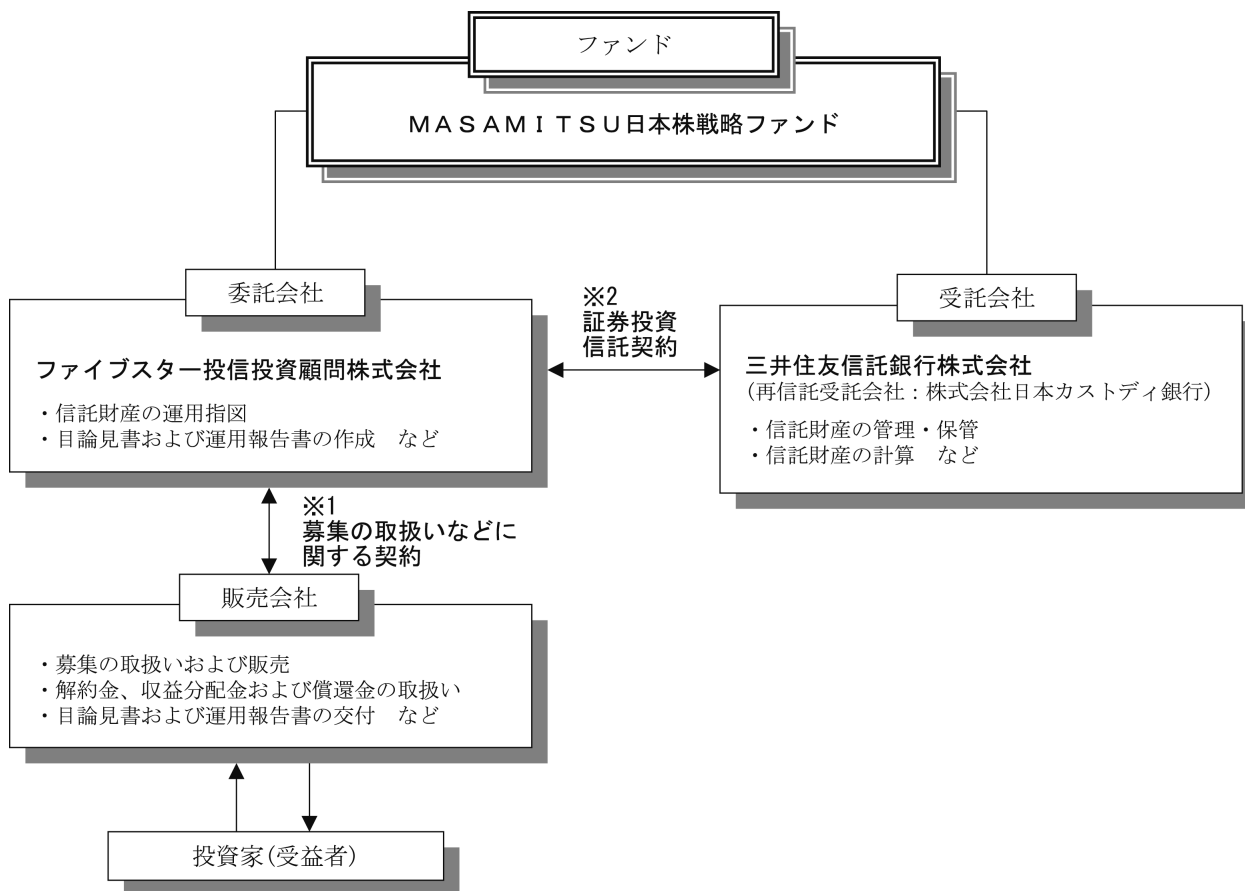 ファンド
MASAMITSU日本株戦略ファンド
委託会社
ファイブスター投信投資顧問株式会社
・信託財産の運用指図
・目論見書および運用報告書の作成 など
※2
証券投資
信託契約
受託会社
三井住友信託銀行株式会社
(再信託受託会社：株式会社日本カストディ銀行)
・信託財産の管理・保管
・信託財産の計算 など
※1
募集の取扱いなどに
関する契約
販売会社
・募集の取扱いおよび販売
・解約金、収益分配金および償還金の取扱い
・目論見書および運用報告書の交付 など
投資家(受益者)